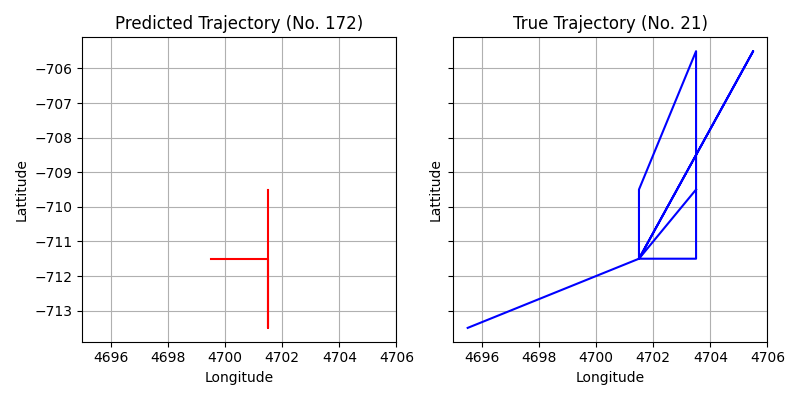 Predicted Trajectory (No. 172)
True Trajectory (No. 21)
−706
−707
−708
−709
−710
−711
−712
−713
Lattitude
Lattitude
4696 4698 4700 4702 4704 4706
4696 4698 4700 4702 4704 4706
Longitude
Longitude